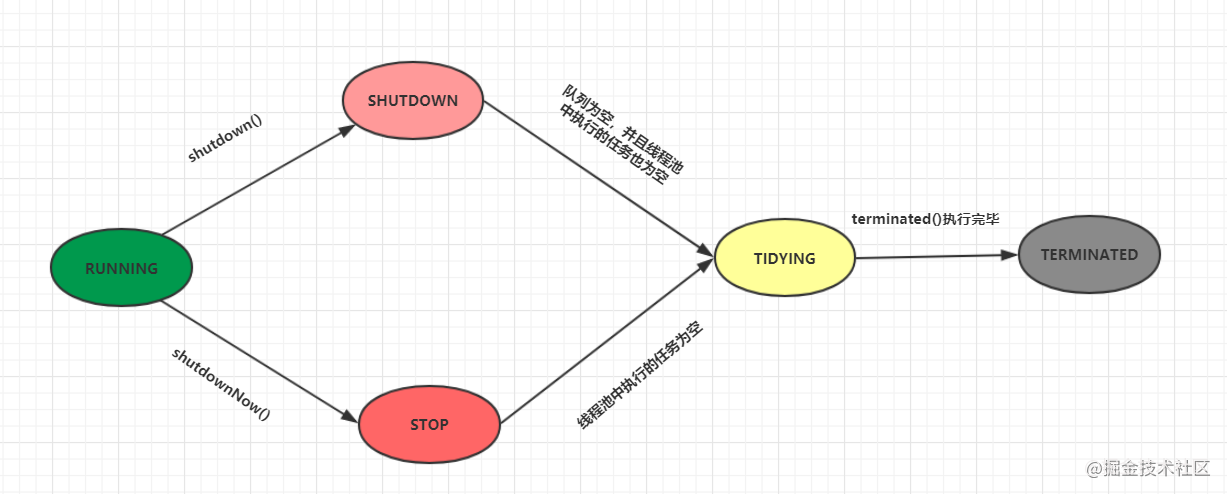 SHUTDOWN
队列为空，并且线程池
中执行的任务也为空
shutdown()
terminated()执行完毕
RUNNING
TIDYING
TERMINATED
shutdownNow()
线程池中执行的任务为空
STOP
@掘金技术社区